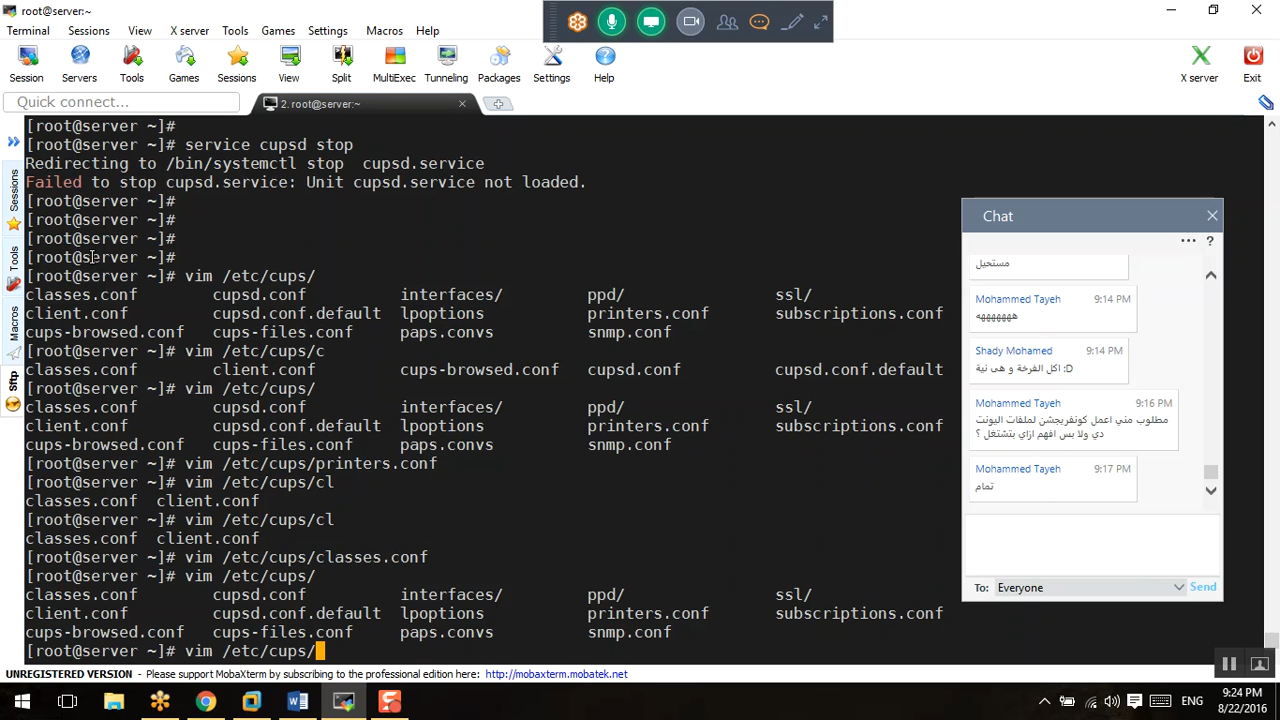 root@server:~
Terminal Sessions View X server Tools Games Settings Macros Help
Session Servers Tools Games Sessions View Split MultiExec Tunneling Packages Settings Help X server Exit
Quick connect... 2. root@server:~
[root@server ~]#
[root@server ~]# service cupsd stop
Redirecting to /bin/systemctl stop  cupsd.service
Failed to stop cupsd.service: Unit cupsd.service not loaded.
[root@server ~]#
[root@server ~]#
[root@server ~]#
[root@server ~]#
[root@server ~]# vim /etc/cups/
classes.conf cupsd.conf interfaces/ ppd/ ssl/
client.conf cupsd.conf.default lpoptions printers.conf subscriptions.conf
cups-browsed.conf cups-files.conf paps.convs snmp.conf
[root@server ~]# vim /etc/cups/c
classes.conf client.conf cups-browsed.conf cupsd.conf cupsd.conf.default
[root@server ~]# vim /etc/cups/
classes.conf cupsd.conf interfaces/ ppd/ ssl/
client.conf cupsd.conf.default lpoptions printers.conf subscriptions.conf
cups-browsed.conf cups-files.conf paps.convs snmp.conf
[root@server ~]# vim /etc/cups/printers.conf
[root@server ~]# vim /etc/cups/cl
classes.conf client.conf
[root@server ~]# vim /etc/cups/cl
classes.conf client.conf
[root@server ~]# vim /etc/cups/classes.conf
[root@server ~]# vim /etc/cups/
classes.conf cupsd.conf interfaces/ ppd/ ssl/
client.conf cupsd.conf.default lpoptions printers.conf subscriptions.conf
cups-browsed.conf cups-files.conf paps.convs snmp.conf
[root@server ~]# vim /etc/cups/
Sessions
Tools
Macros
Sftp
Chat
... ?
مستحيل
Mohammed Tayeh 9:14 PM
هههههههه
Shady Mohamed 9:14 PM
اكل الفرخة و هى نية D:
Mohammed Tayeh 9:16 PM
مطلوب مني اعمل كونفريجشن لملفات اليونت
دي ولا بس افهم ازاي بتشتغل ؟
Mohammed Tayeh 9:17 PM
تمام
To: Everyone Send
UNREGISTERED VERSION - Please support MobaXterm by subscribing to the professional edition here: http://mobaxterm.mobatek.net
ENG
9:24 PM
8/22/2016